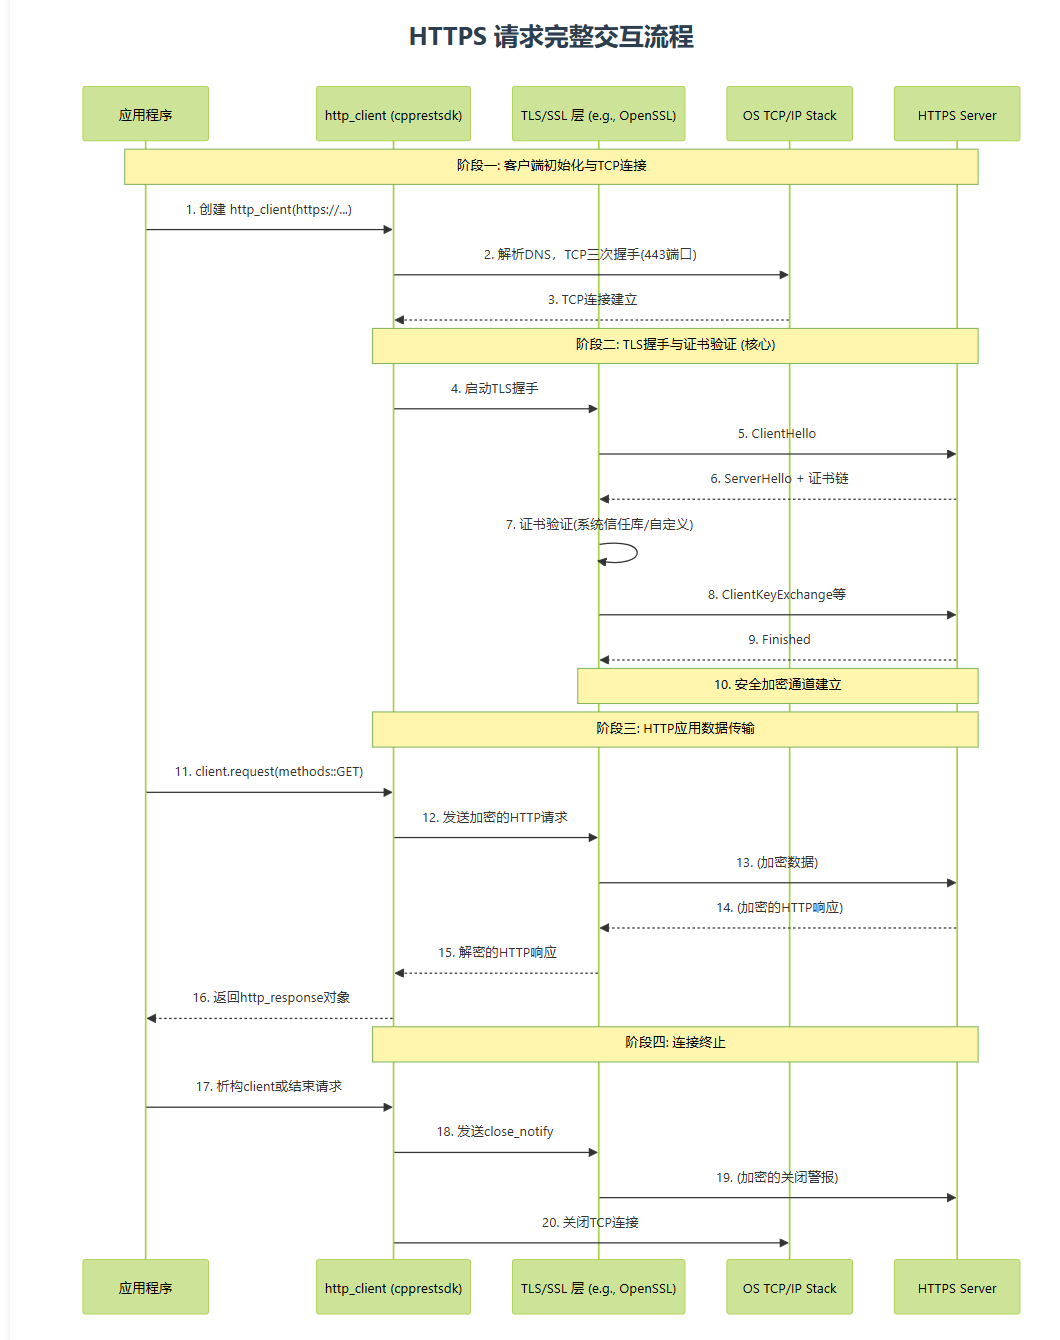 HTTPS 请求完整交互流程
应用程序
http_client (cpprestsdk)
TLS/SSL 层 (e.g., OpenSSL)
OS TCP/IP Stack
HTTPS Server
阶段一: 客户端初始化与TCP连接
1. 创建 http_client(https://...)
2. 解析DNS，TCP三次握手(443端口)
3. TCP连接建立
阶段二: TLS握手与证书验证 (核心)
4. 启动TLS握手
5. ClientHello
6. ServerHello + 证书链
7. 证书验证(系统信任库/自定义)
8. ClientKeyExchange等
9. Finished
10. 安全加密通道建立
阶段三: HTTP应用数据传输
11. client.request(methods::GET)
12. 发送加密的HTTP请求
13. (加密数据)
14. (加密的HTTP响应)
15. 解密的HTTP响应
16. 返回http_response对象
阶段四: 连接终止
17. 析构client或结束请求
18. 发送close_notify
19. (加密的关闭警报)
20. 关闭TCP连接
应用程序
http_client (cpprestsdk)
TLS/SSL 层 (e.g., OpenSSL)
OS TCP/IP Stack
HTTPS Server